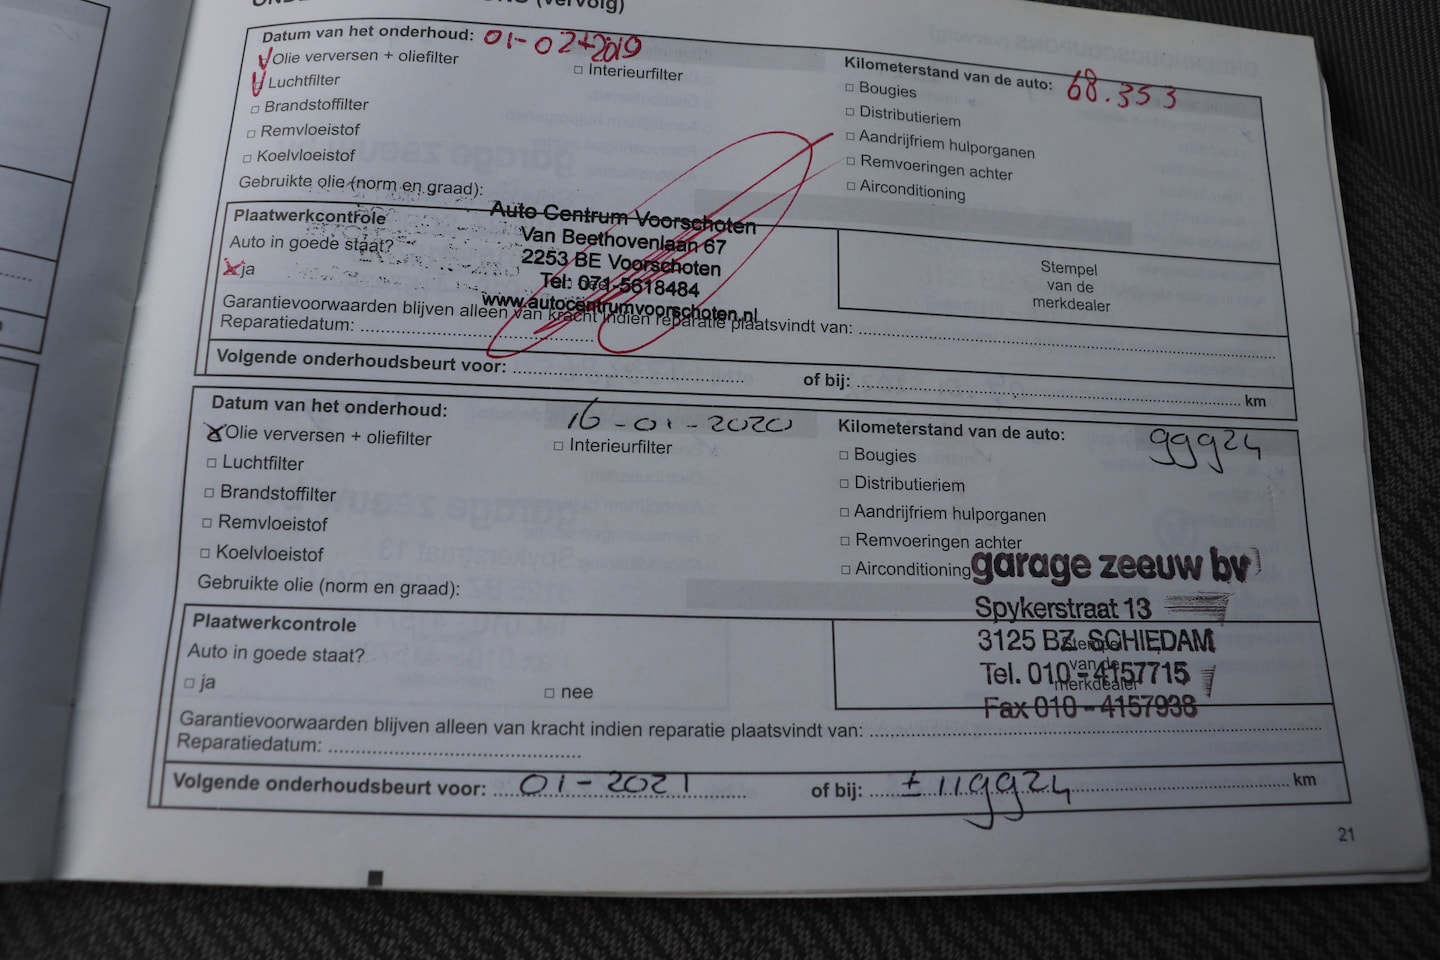 (vervolg)
Datum van het onderhoud: 01-02-2019
Olie verversen + oliefilter
Interieurfilter
Kilometerstand van de auto: 68.353
Luchtfilter
Bougies
Brandstoffilter
Distributieriem
Remvloeistof
Aandrijfriem hulporganen
Koelvloeistof
Remvoeringen achter
Gebruikte olie (norm en graad):
Airconditioning
Plaatwerkcontrole
Auto in goede staat?
ja
Auto Centrum Voorschoten
Van Beethovenlaan 67
2253 BE Voorschoten
Tel: 071-5618484
www.autocentrumvoorschoten.nl
Stempel
van de
merkdealer
Garantievoorwaarden blijven alleen van kracht indien reparatie plaatsvindt van:
Reparatiedatum:
Volgende onderhoudsbeurt voor: of bij: km
Datum van het onderhoud: 16-01-2020
Kilometerstand van de auto: 99924
Olie verversen + oliefilter
Interieurfilter
Bougies
Luchtfilter
Distributieriem
Brandstoffilter
Aandrijfriem hulporganen
Remvloeistof
Remvoeringen achter
Koelvloeistof
Airconditioning
Gebruikte olie (norm en graad):
garage zeeuw bv
Spykerstraat 13
3125 BZ SCHIEDAM
Tel. 010-4157715
Fax 010-4157938
Stempel
van de
merkdealer
Plaatwerkcontrole
Auto in goede staat?
ja nee
Garantievoorwaarden blijven alleen van kracht indien reparatie plaatsvindt van:
Reparatiedatum:
Volgende onderhoudsbeurt voor: 01-2021 of bij: ± 119924 km
21